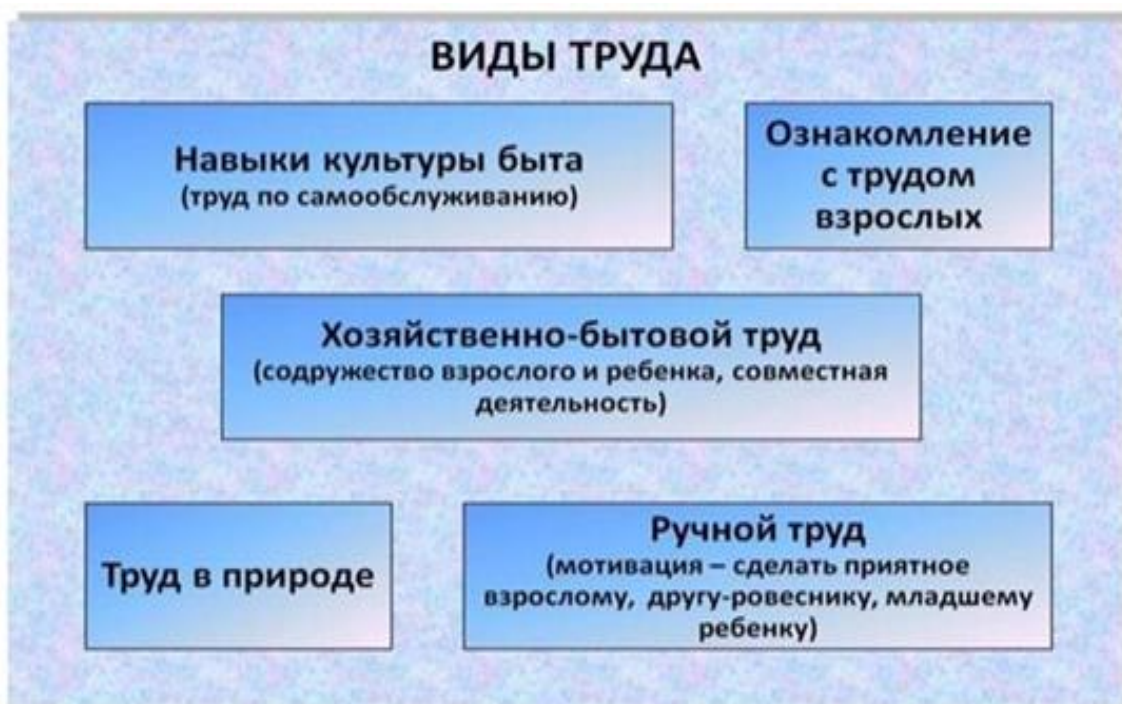 ВИДЫ ТРУДА
Навыки культуры быта
(труд по самообслуживанию)
Ознакомление
с трудом
взрослых
Хозяйственно-бытовой труд
(содружество взрослого и ребенка, совместная
деятельность)
Труд в природе
Ручной труд
(мотивация – сделать приятное
взрослому, другу-ровеснику, младшему
ребенку)